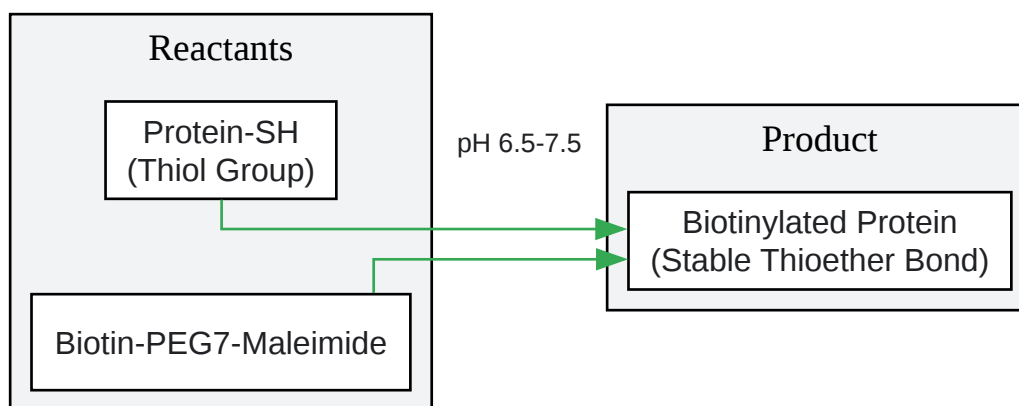 Reactants
Protein-SH
(Thiol Group)
Biotin-PEG7-Maleimide
pH 6.5-7.5
Product
Biotinylated Protein
(Stable Thioether Bond)